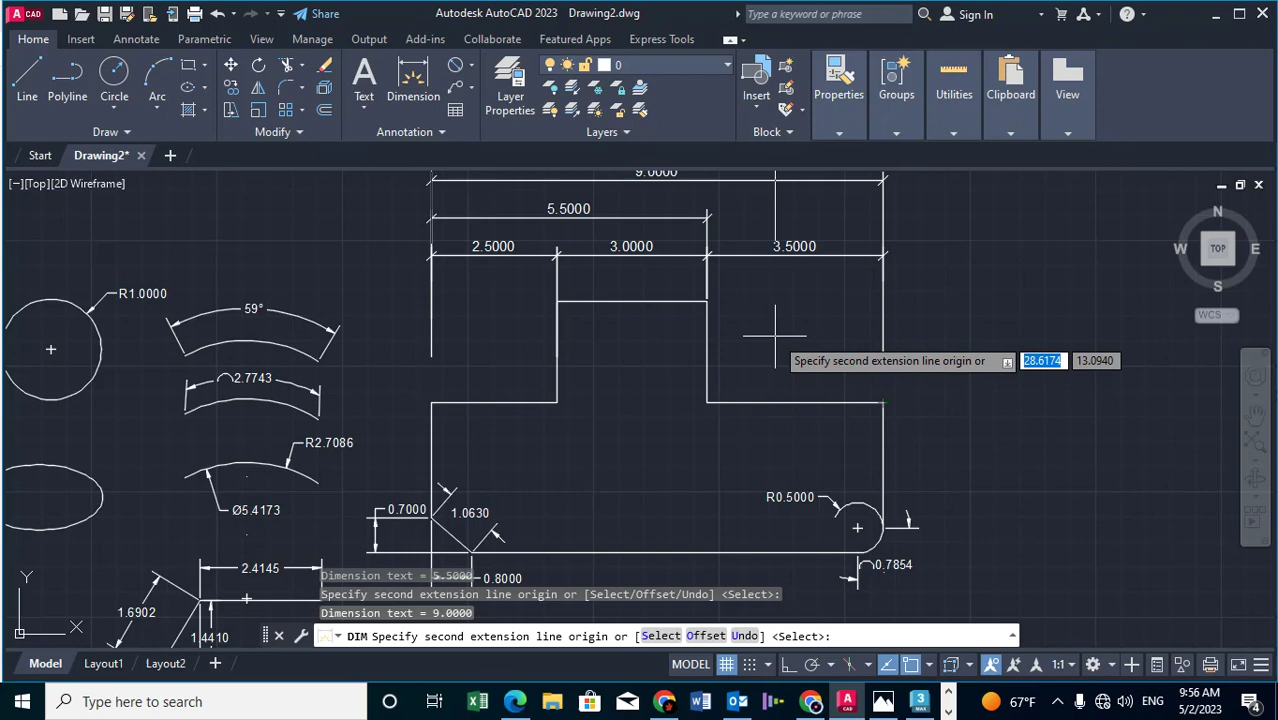 Share
Autodesk AutoCAD 2023 Drawing2.dwg
Type a keyword or phrase
Sign In
Home Insert Annotate Parametric View Manage Output Add-ins Collaborate Featured Apps Express Tools
Line Polyline Circle Arc
Text Dimension
Layer Properties
0
Insert
Properties Groups Utilities Clipboard View
Draw Modify Annotation Layers Block
Start Drawing2*
[−][Top][2D Wireframe]
9.0000
5.5000
2.5000 3.0000 3.5000
N
W TOP E
S
WCS
R1.0000
59°
Specify second extension line origin or 28.6174 13.0940
2.7743
R2.7086
Ø5.4173
0.7000 1.0630
R0.5000
2.4145
0.7854
0.8000
1.6902
1.4410
Y
X
Dimension text = 5.5000
Specify second extension line origin or [Select/Offset/Undo] <Select>:
Dimension text = 9.0000
DIM Specify second extension line origin or [Select Offset Undo] <Select>:
Model Layout1 Layout2
MODEL 1:1
Type here to search
67°F
ENG
9:56 AM
5/2/2023